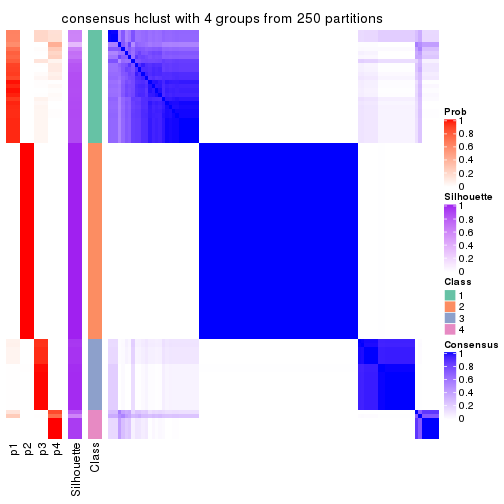 consensus hclust with 4 groups from 250 partitions
Prob
1
0.8
0.6
0.4
0.2
0
Silhouette
1
0.8
0.6
0.4
0.2
0
Class
1
2
3
4
Consensus
1
0.8
0.6
0.4
0.2
0
p1
p2
p3
p4
Silhouette
Class